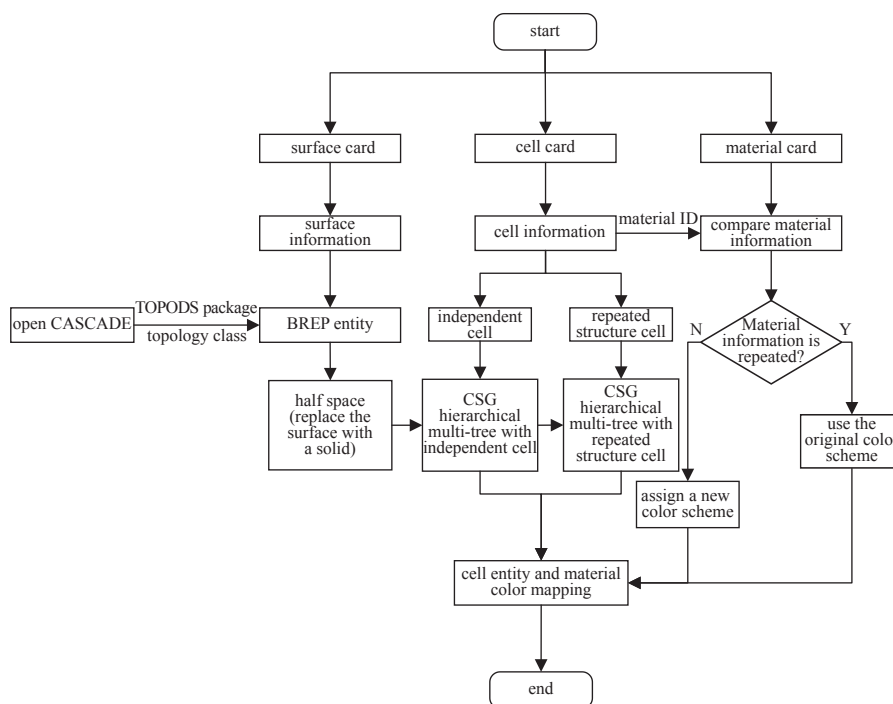 start
surface card
cell card
material card
surface
information
cell information
material ID
compare material
information
open CASCADE
TOPODS package
topology class
BREP entity
independent
cell
repeated
structure cell
N
Material
information is
repeated?
Y
half space
(replace the
surface with
a solid)
CSG
hierarchical
multi-tree with
independent cell
CSG
hierarchical
multi-tree with
repeated
structure cell
use the
original color
scheme
assign a new
color scheme
cell entity and material
color mapping
end